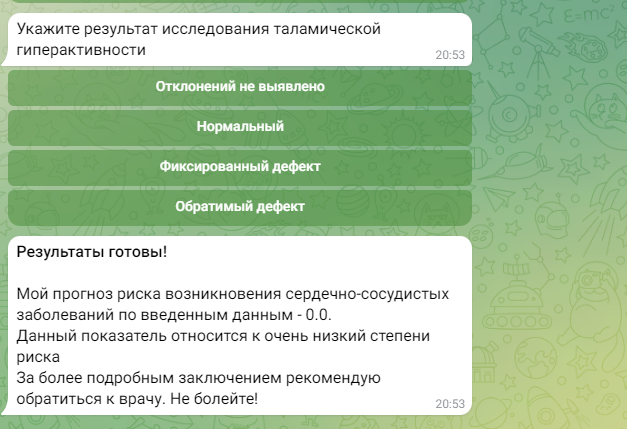 Укажите результат исследования таламической
гиперактивности
20:53
Отклонений не выявлено
Нормальный
Фиксированный дефект
Обратимый дефект
Результаты готовы!
Мой прогноз риска возникновения сердечно-сосудистых
заболеваний по введенным данным - 0.0.
Данный показатель относится к очень низкий степени
риска
За более подробным заключением рекомендую
обратиться к врачу. Не болейте!
20:53
E=mc²